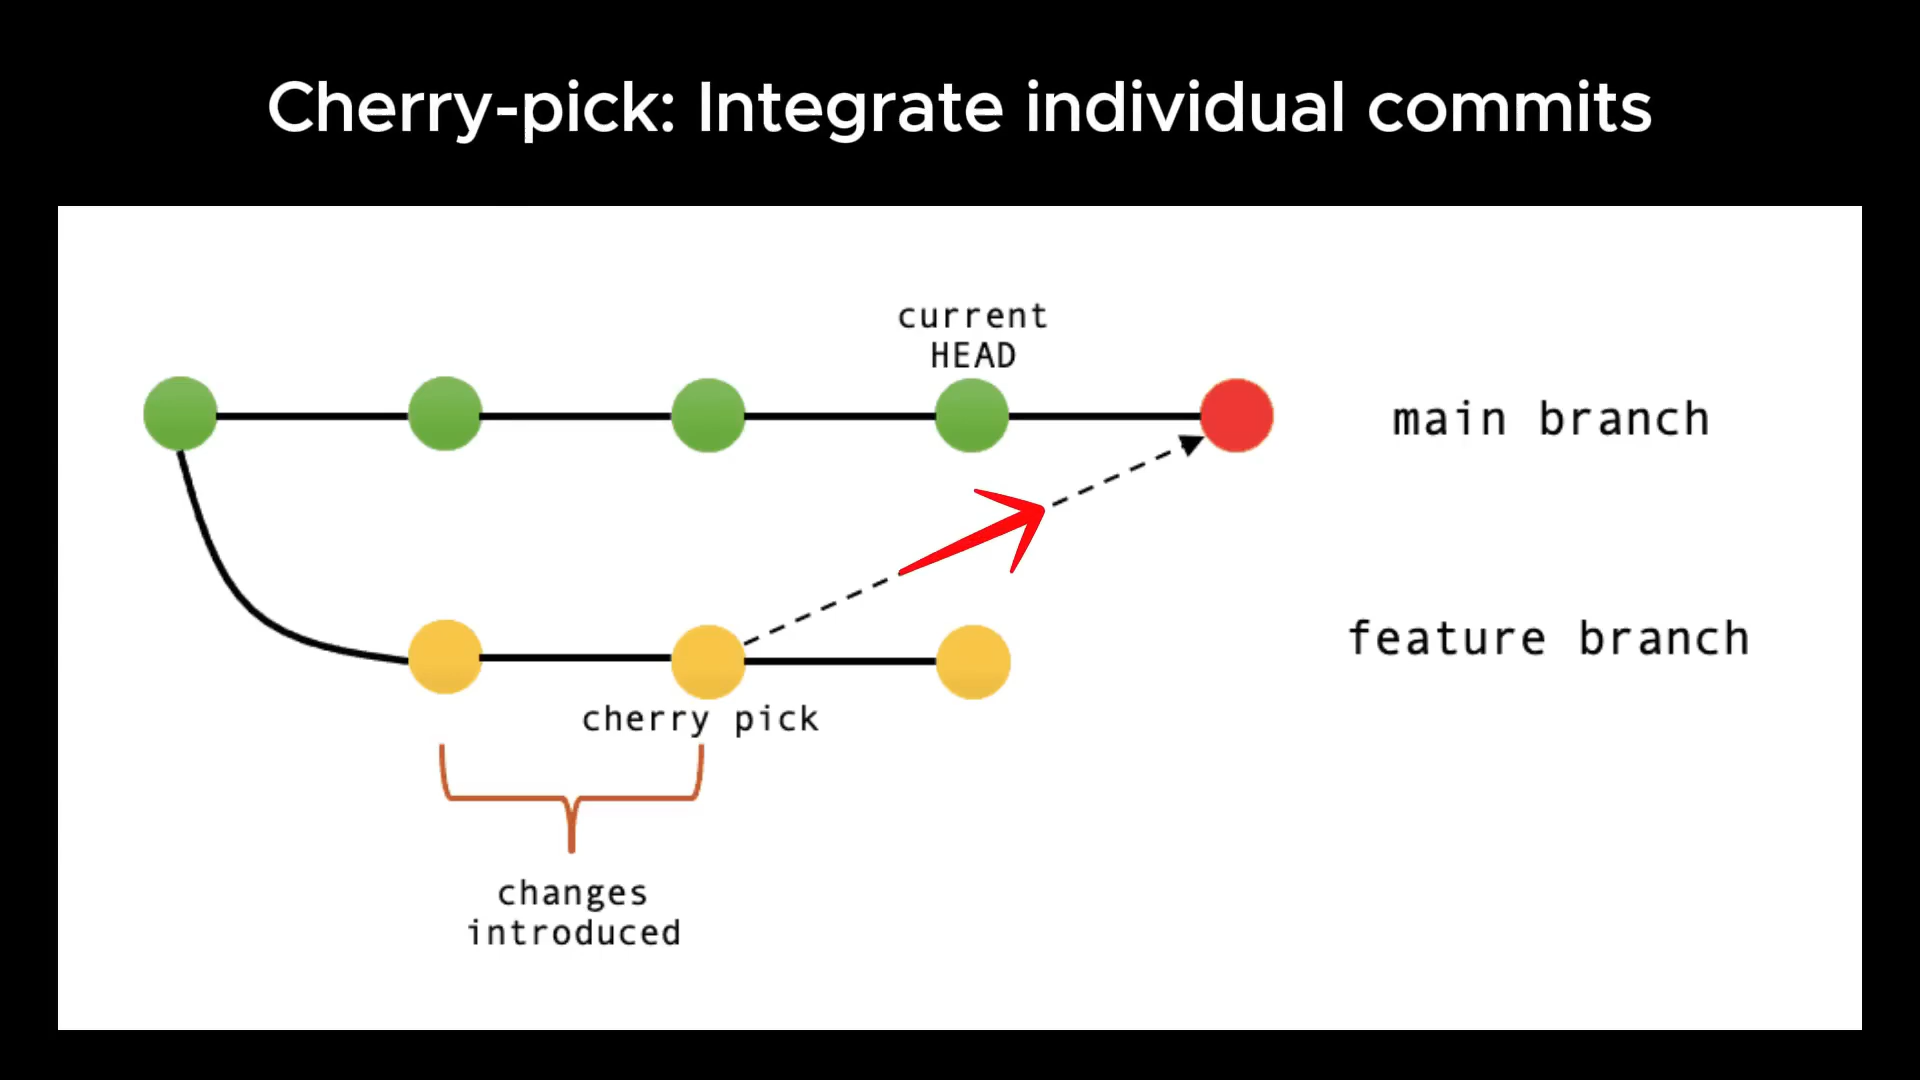 Cherry-pick: Integrate individual commits
current
HEAD
main branch
feature branch
cherry pick
changes
introduced